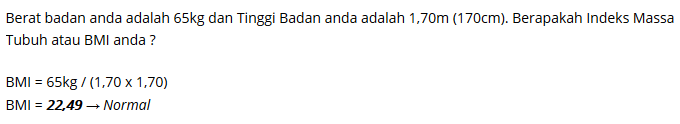 Berat badan anda adalah 65kg dan Tinggi Badan anda adalah 1,70m (170cm). Berapakah Indeks Massa
Tubuh atau BMI anda ?
BMI = 65kg / (1,70 x 1,70)
BMI = 22,49 → Normal